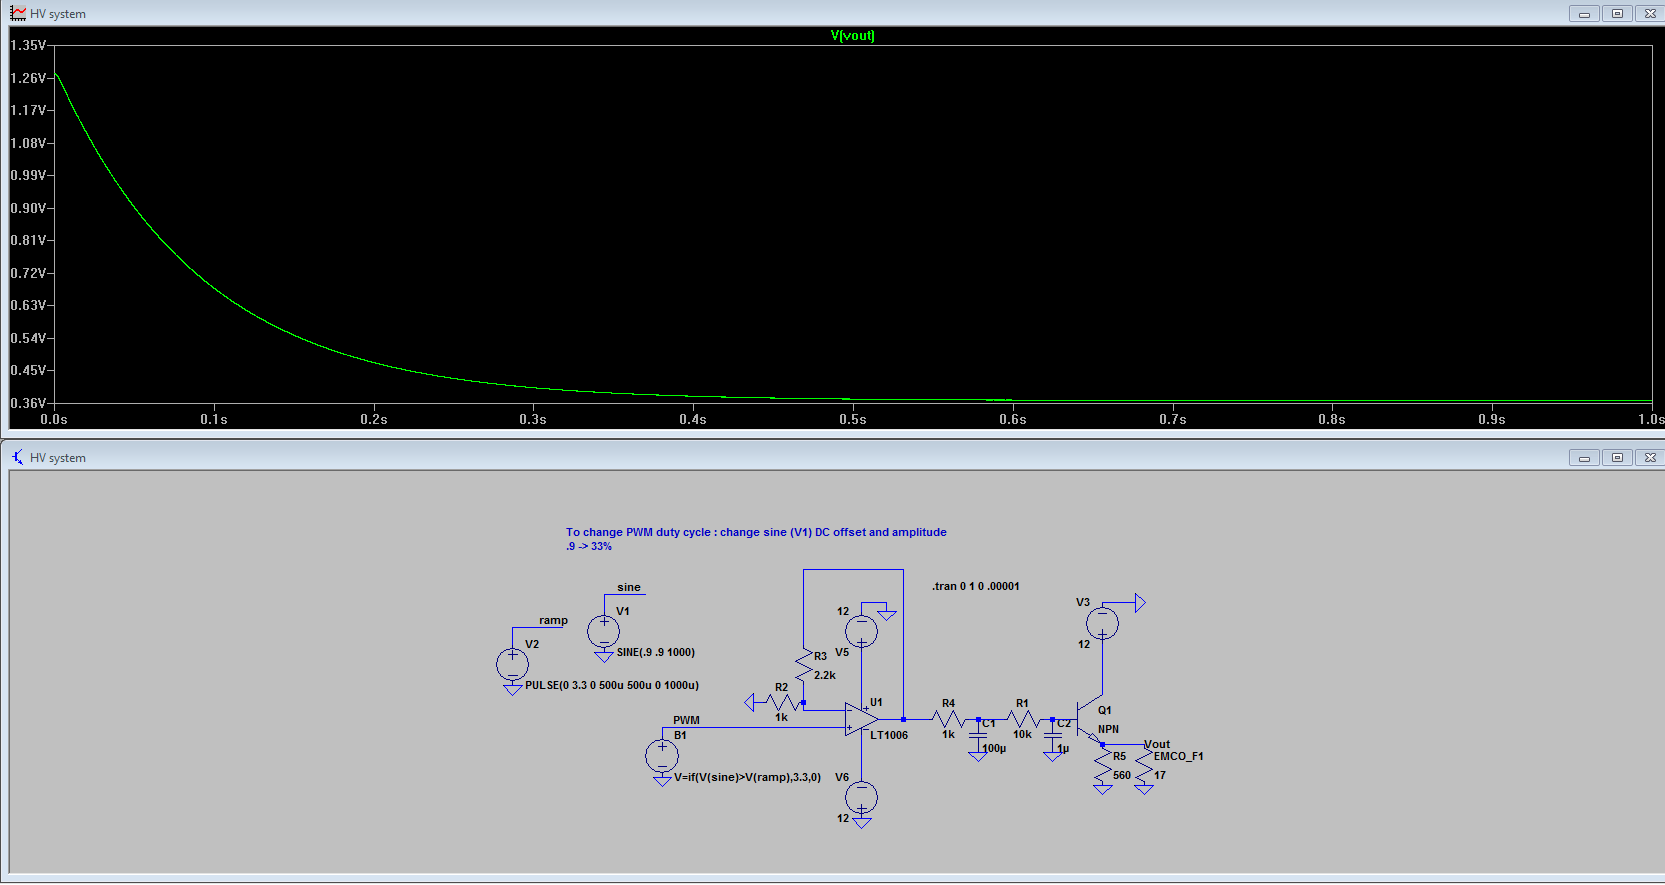 HV system
V(vout)
1.35V
1.26V
1.17V
1.08V
0.99V
0.90V
0.81V
0.72V
0.63V
0.54V
0.45V
0.36V
0.0s 0.1s 0.2s 0.3s 0.4s 0.5s 0.6s 0.7s 0.8s 0.9s 1.0s
HV system
To change PWM duty cycle : change sine (V1) DC offset and amplitude
.9 -> 33%
.tran 0 1 0 .00001
sine
V1
SINE(.9 .9 1000)
ramp
V2
PULSE(0 3.3 0 500u 500u 0 1000u)
12
V5
R3
2.2k
R2
1k
U1
LT1006
PWM
B1
V=if(V(sine)>V(ramp),3.3,0)
V6
12
R4
1k
C1
100µ
R1
10k
C2
1µ
V3
12
Q1
NPN
Vout
R5
560
EMCO_F1
17